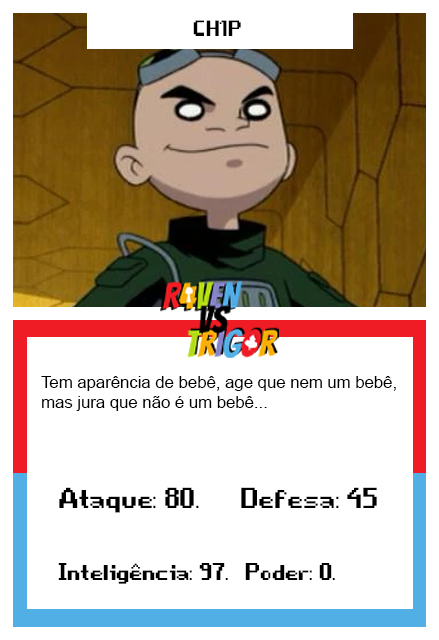 CH1P
R4VEN
VS
TRIGOR
Tem aparência de bebê, age que nem um bebê,
mas jura que não é um bebê...
Ataque: 80. Defesa: 45
Inteligência: 97. Poder: 0.